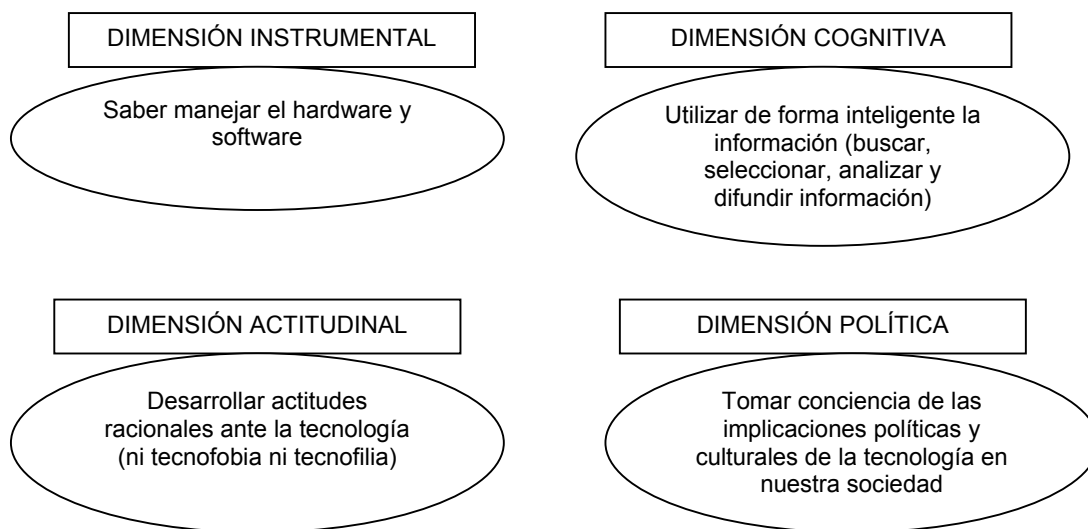 DIMENSIÓN INSTRUMENTAL
Saber manejar el hardware y
software
DIMENSIÓN COGNITIVA
Utilizar de forma inteligente la
información (buscar,
seleccionar, analizar y
difundir información)
DIMENSIÓN ACTITUDINAL
Desarrollar actitudes
racionales ante la tecnología
(ni tecnofobia ni tecnofilia)
DIMENSIÓN POLÍTICA
Tomar conciencia de las
implicaciones políticas y
culturales de la tecnología en
nuestra sociedad